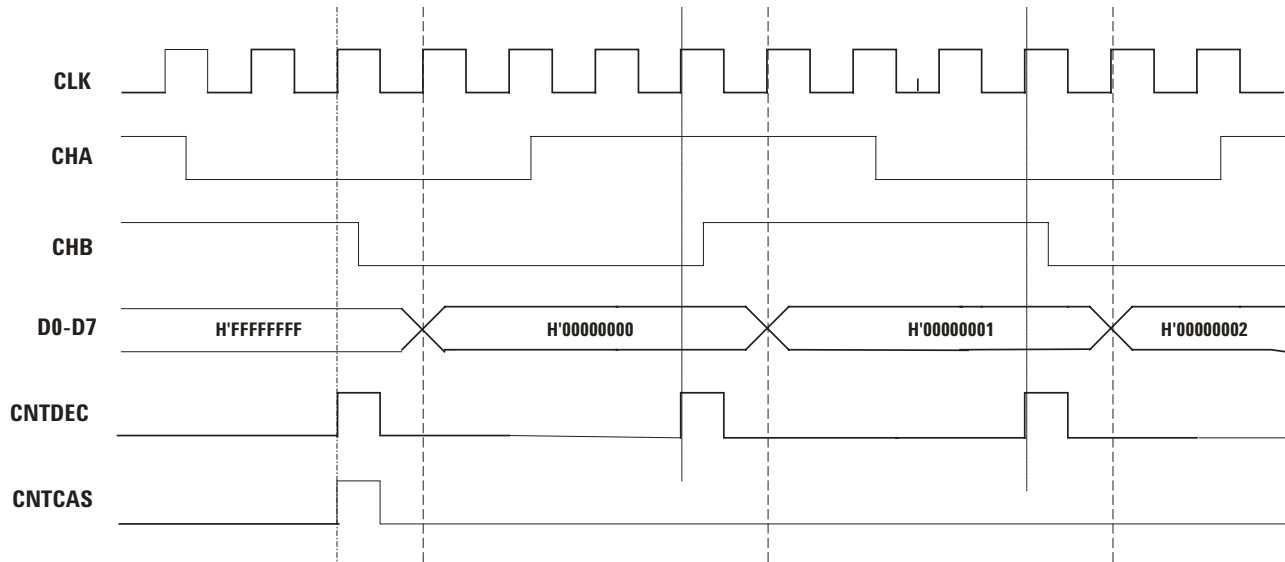 CLK
CHA
CHB
D0-D7 H'FFFFFFFF H'00000000 H'00000001 H'00000002
CNTDEC
CNTCAS